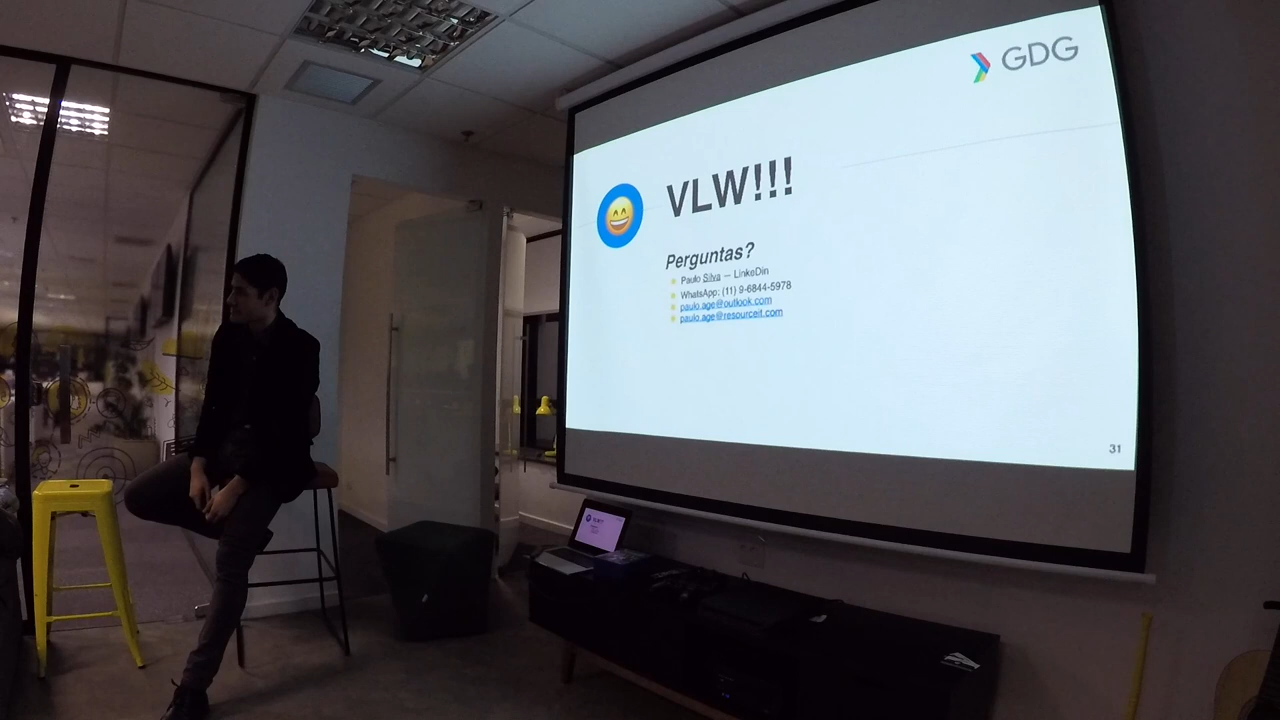 GDG
VLW!!!
Perguntas?
Paulo Silva — LinkeDin
WhatsApp: (11) 9-6844-5978
paulo.age@outlook.com
paulo.age@resourceit.com
31
VLW!!!